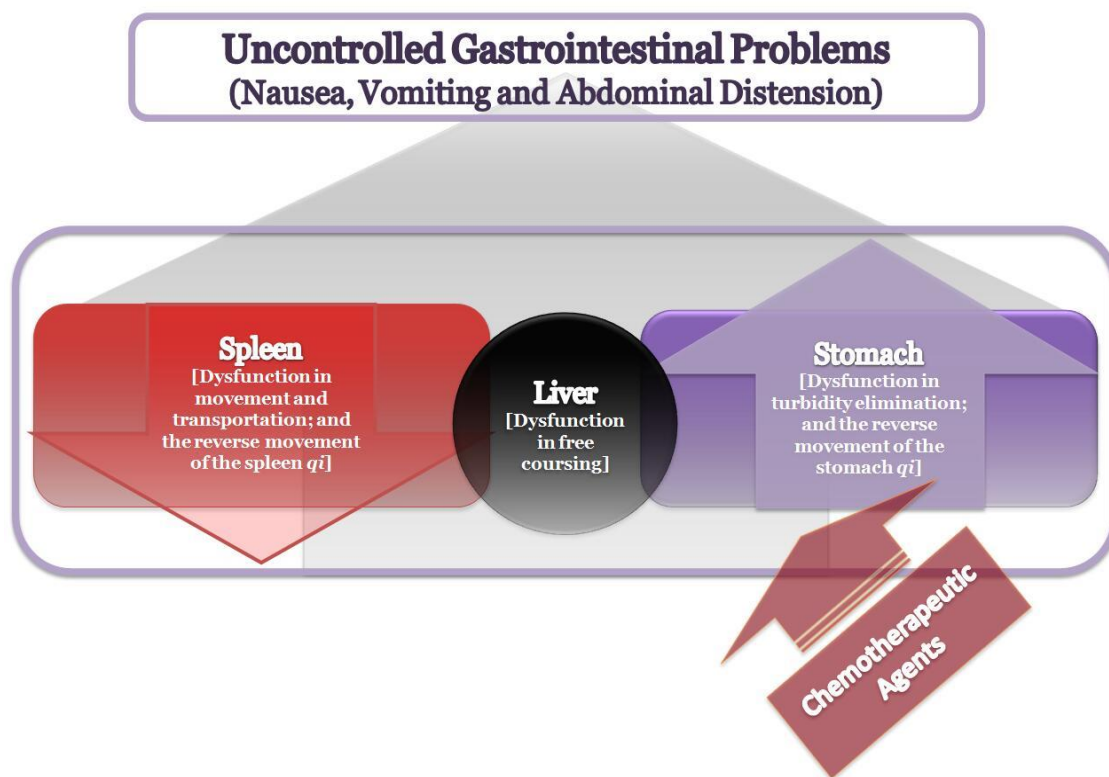 Uncontrolled Gastrointestinal Problems
(Nausea, Vomiting and Abdominal Distension)
Spleen
[Dysfunction in
movement and
transportation; and
the reverse movement
of the spleen qi]
Liver
[Dysfunction
in free
coursing]
Stomach
[Dysfunction in
turbidity elimination;
and the reverse
movement of the
stomach qi]
Chemotherapeutic
Agents